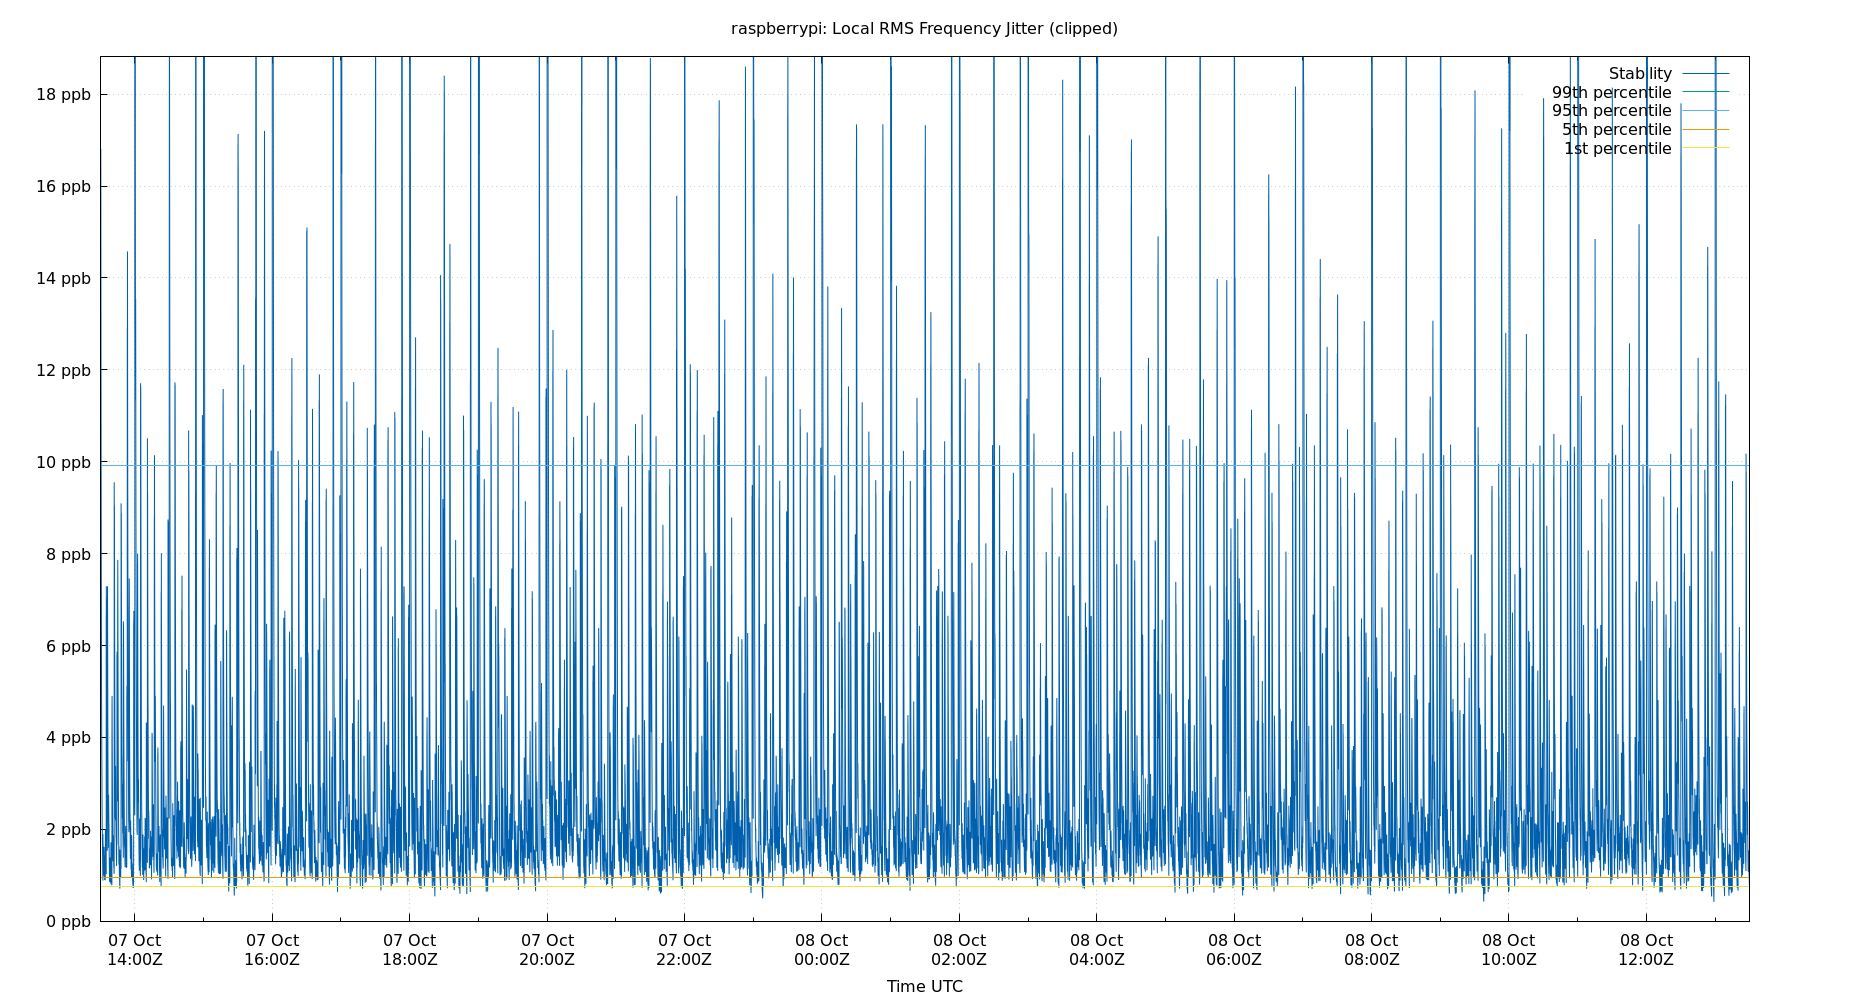 raspberrypi: Local RMS Frequency Jitter (clipped)
Stability
99th percentile
95th percentile
5th percentile
1st percentile
18 ppb
16 ppb
14 ppb
12 ppb
10 ppb
8 ppb
6 ppb
4 ppb
2 ppb
0 ppb
07 Oct 07 Oct 07 Oct 07 Oct 07 Oct 08 Oct 08 Oct 08 Oct 08 Oct 08 Oct 08 Oct 08 Oct
14:00Z 16:00Z 18:00Z 20:00Z 22:00Z 00:00Z 02:00Z 04:00Z 06:00Z 08:00Z 10:00Z 12:00Z
Time UTC